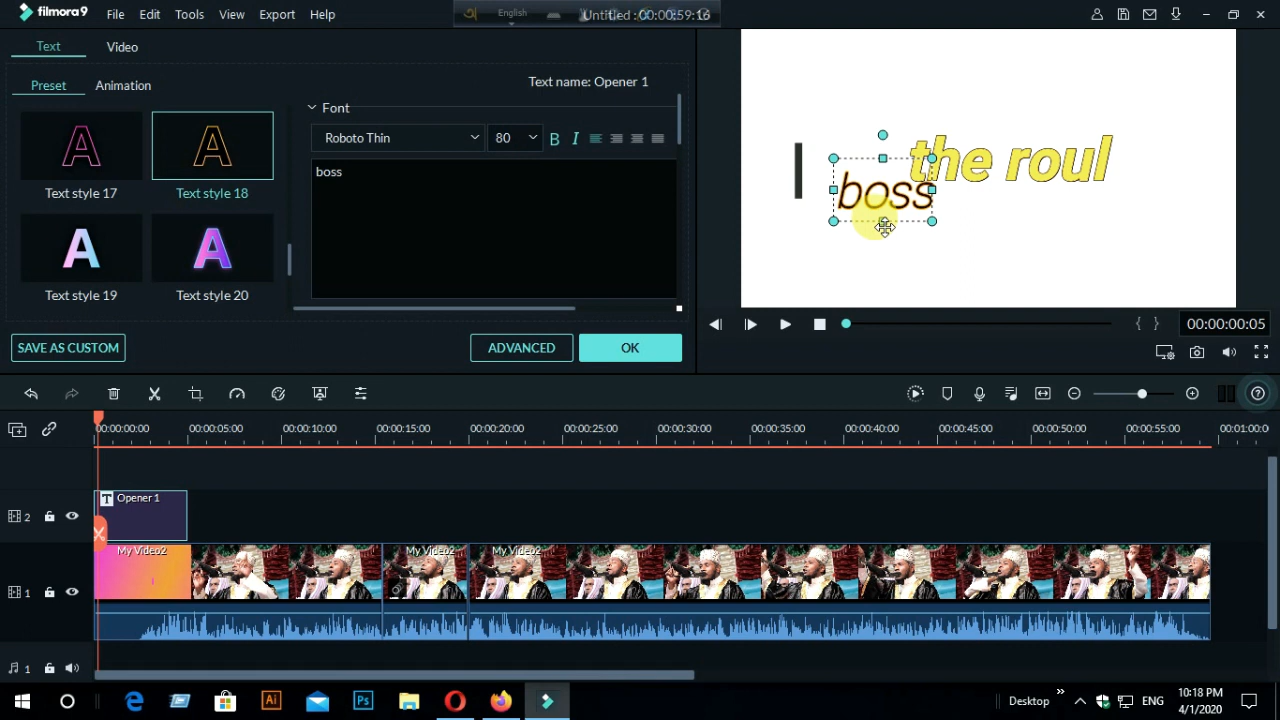 filmora9 File Edit Tools View Export Help English Untitled :00:00:59:16
Text Video
Preset Animation Text name: Opener 1
Font
Roboto Thin 80 B I
boss
Text style 17 Text style 18
Text style 19 Text style 20
SAVE AS CUSTOM ADVANCED OK
the roul
boss
{ } 00:00:00:05
00:00:00:00 00:00:05:00 00:00:10:00 00:00:15:00 00:00:20:00 00:00:25:00 00:00:30:00 00:00:35:00 00:00:40:00 00:00:45:00 00:00:50:00 00:00:55:00 00:01:00:0
2 T Opener 1
My Video2 My Video2 My Video2
1
1
Ai Ps Desktop ENG 10:18 PM
4/1/2020